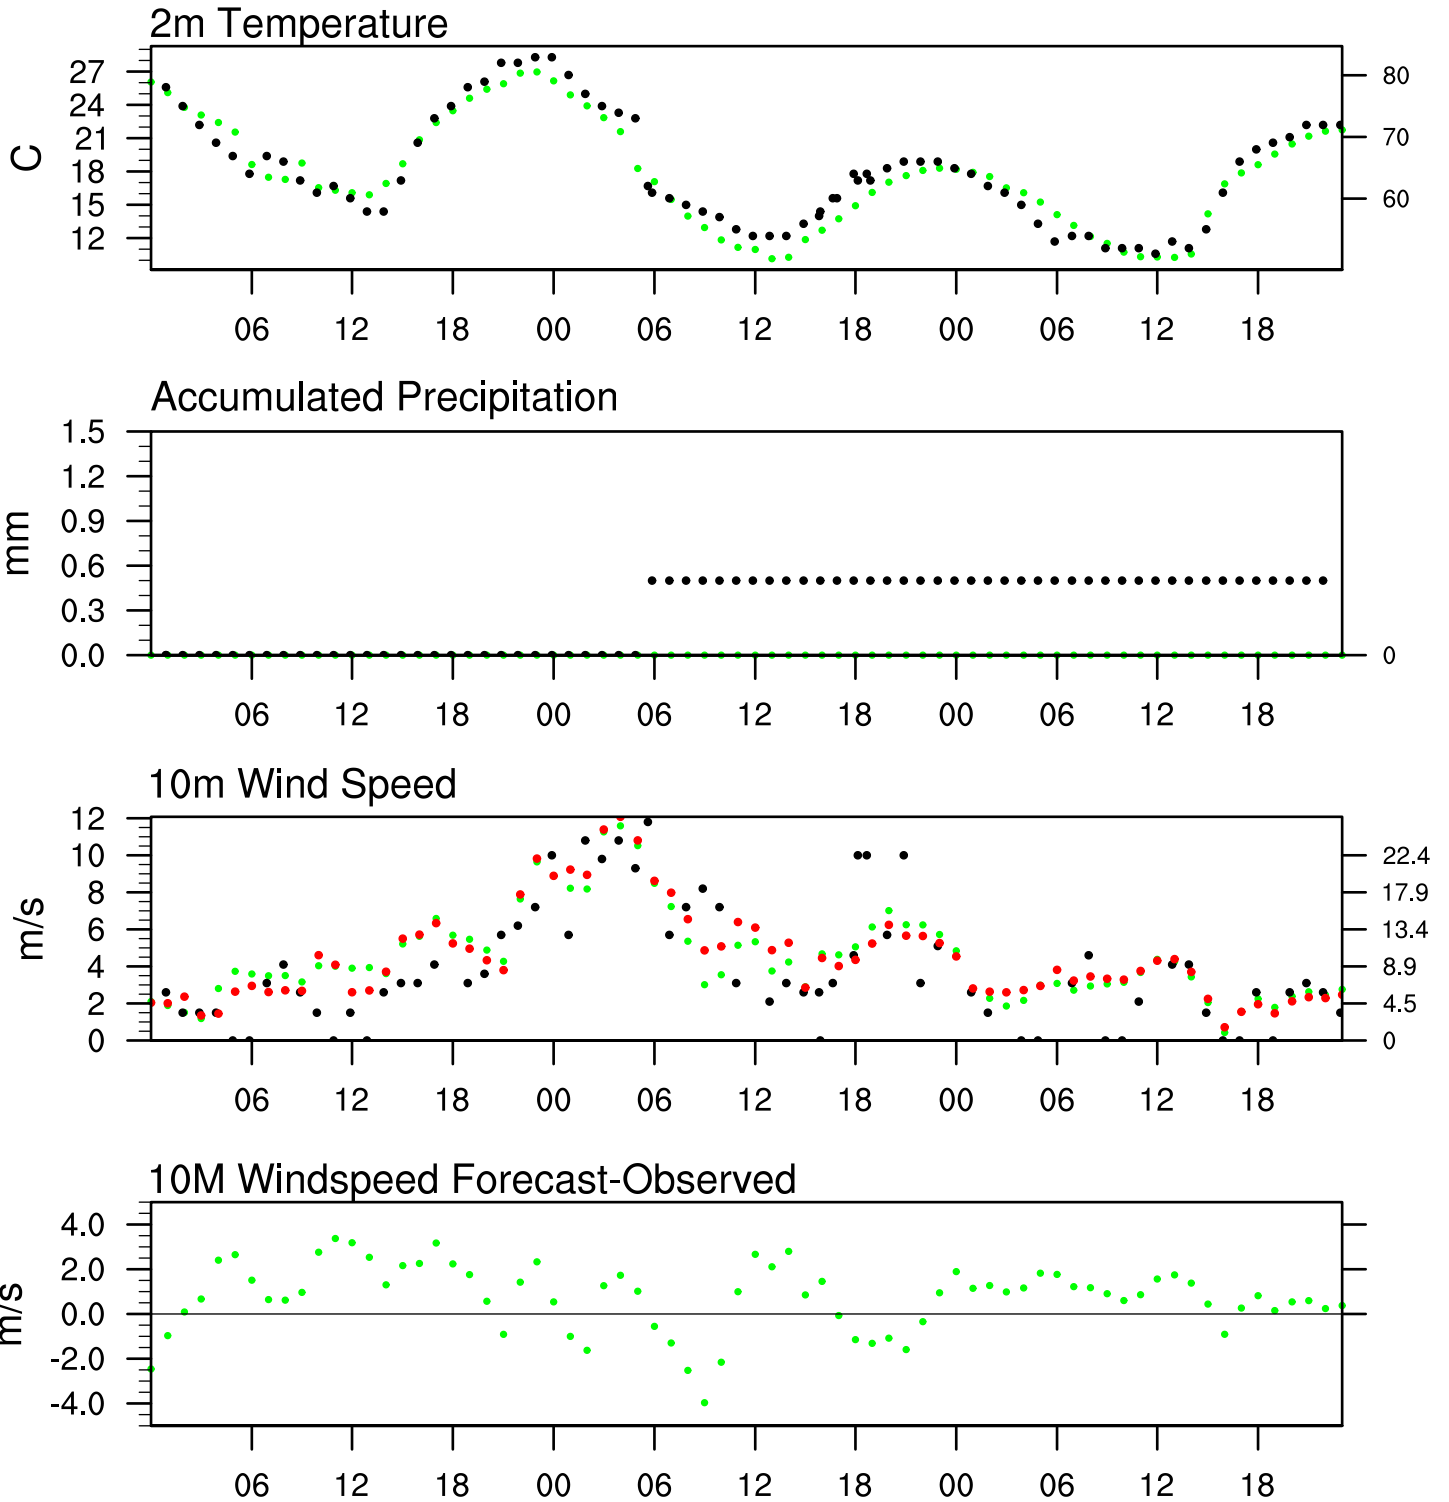 2m Temperature
27
24
21
18
15
12
C
80
70
60
06 12 18 00 06 12 18 00 06 12 18
Accumulated Precipitation
1.5
1.2
0.9
0.6
0.3
0.0
mm
0
06 12 18 00 06 12 18 00 06 12 18
10m Wind Speed
12
10
8
6
4
2
0
m/s
22.4
17.9
13.4
8.9
4.5
0
06 12 18 00 06 12 18 00 06 12 18
10M Windspeed Forecast-Observed
4.0
2.0
0.0
-2.0
-4.0
m/s
06 12 18 00 06 12 18 00 06 12 18